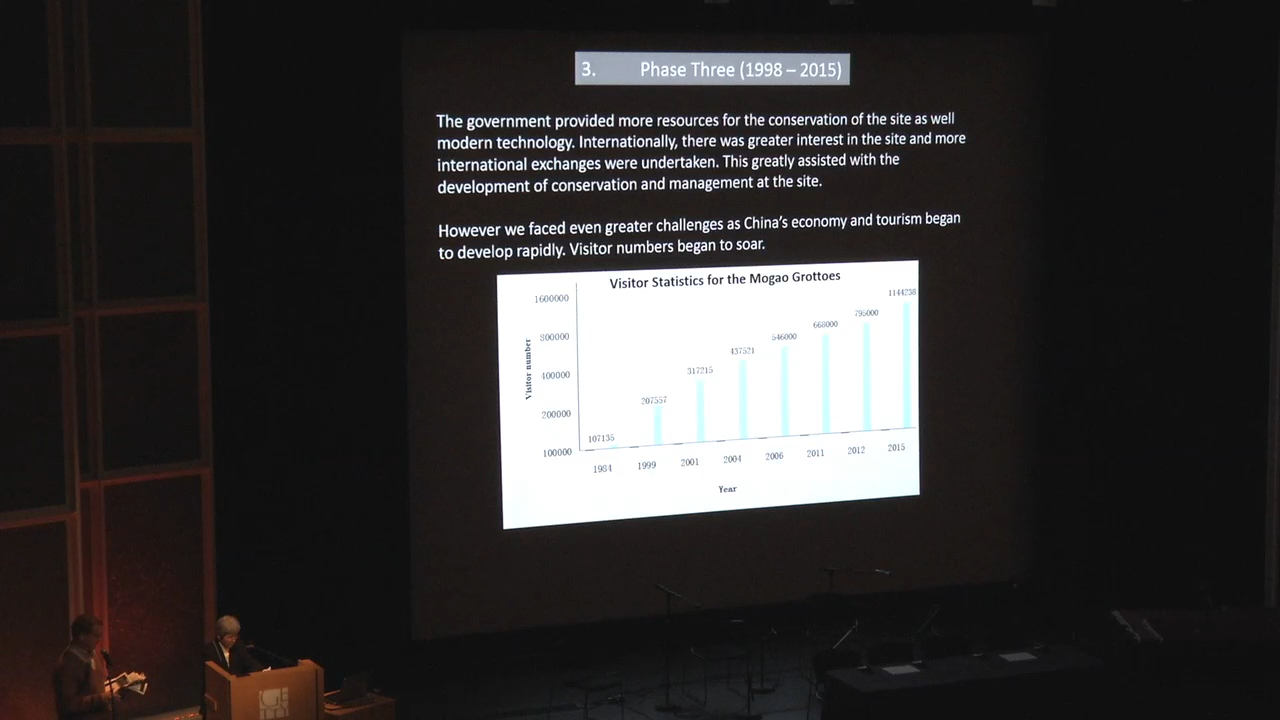 3. Phase Three (1998 – 2015)
The government provided more resources for the conservation of the site as well
modern technology. Internationally, there was greater interest in the site and more
international exchanges were undertaken. This greatly assisted with the
development of conservation and management at the site.
However we faced even greater challenges as China's economy and tourism began
to develop rapidly. Visitor numbers began to soar.
Visitor Statistics for the Mogao Grottoes
Visitor number
1600000
800000
400000
200000
100000
107135
207557
317215
437521
546000
668000
795000
1144238
1984
1999
2001
2004
2006
2011
2012
2015
Year